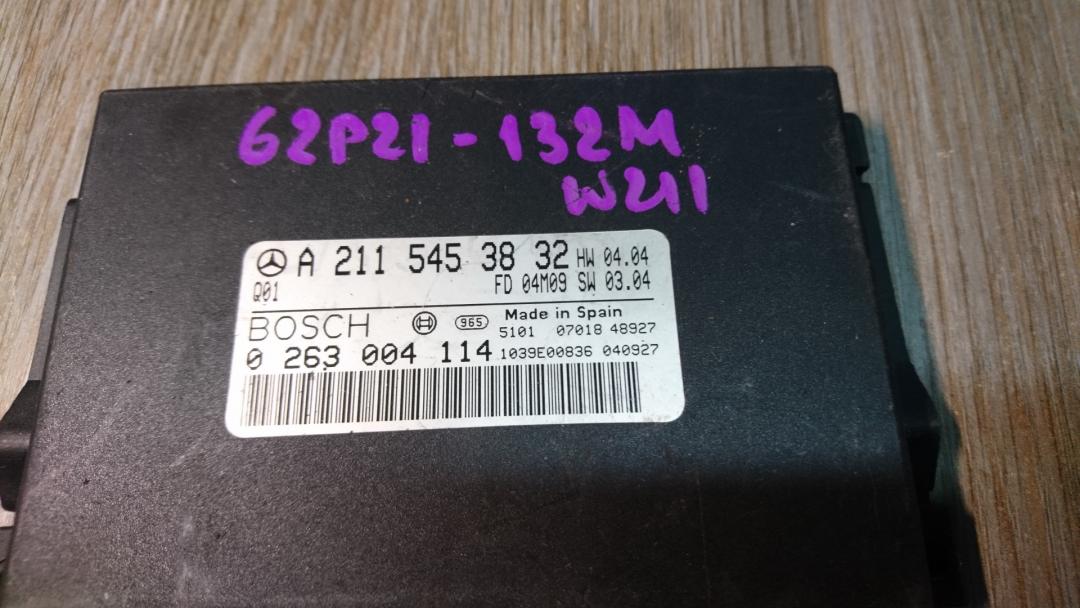 62P21-132M
W211
A 211 545 38 32 HW 04.04
Q01 FD 04M09 SW 03.04
BOSCH 965 Made in Spain
5101 07018 48927
0 263 004 114 1039E00836 040927